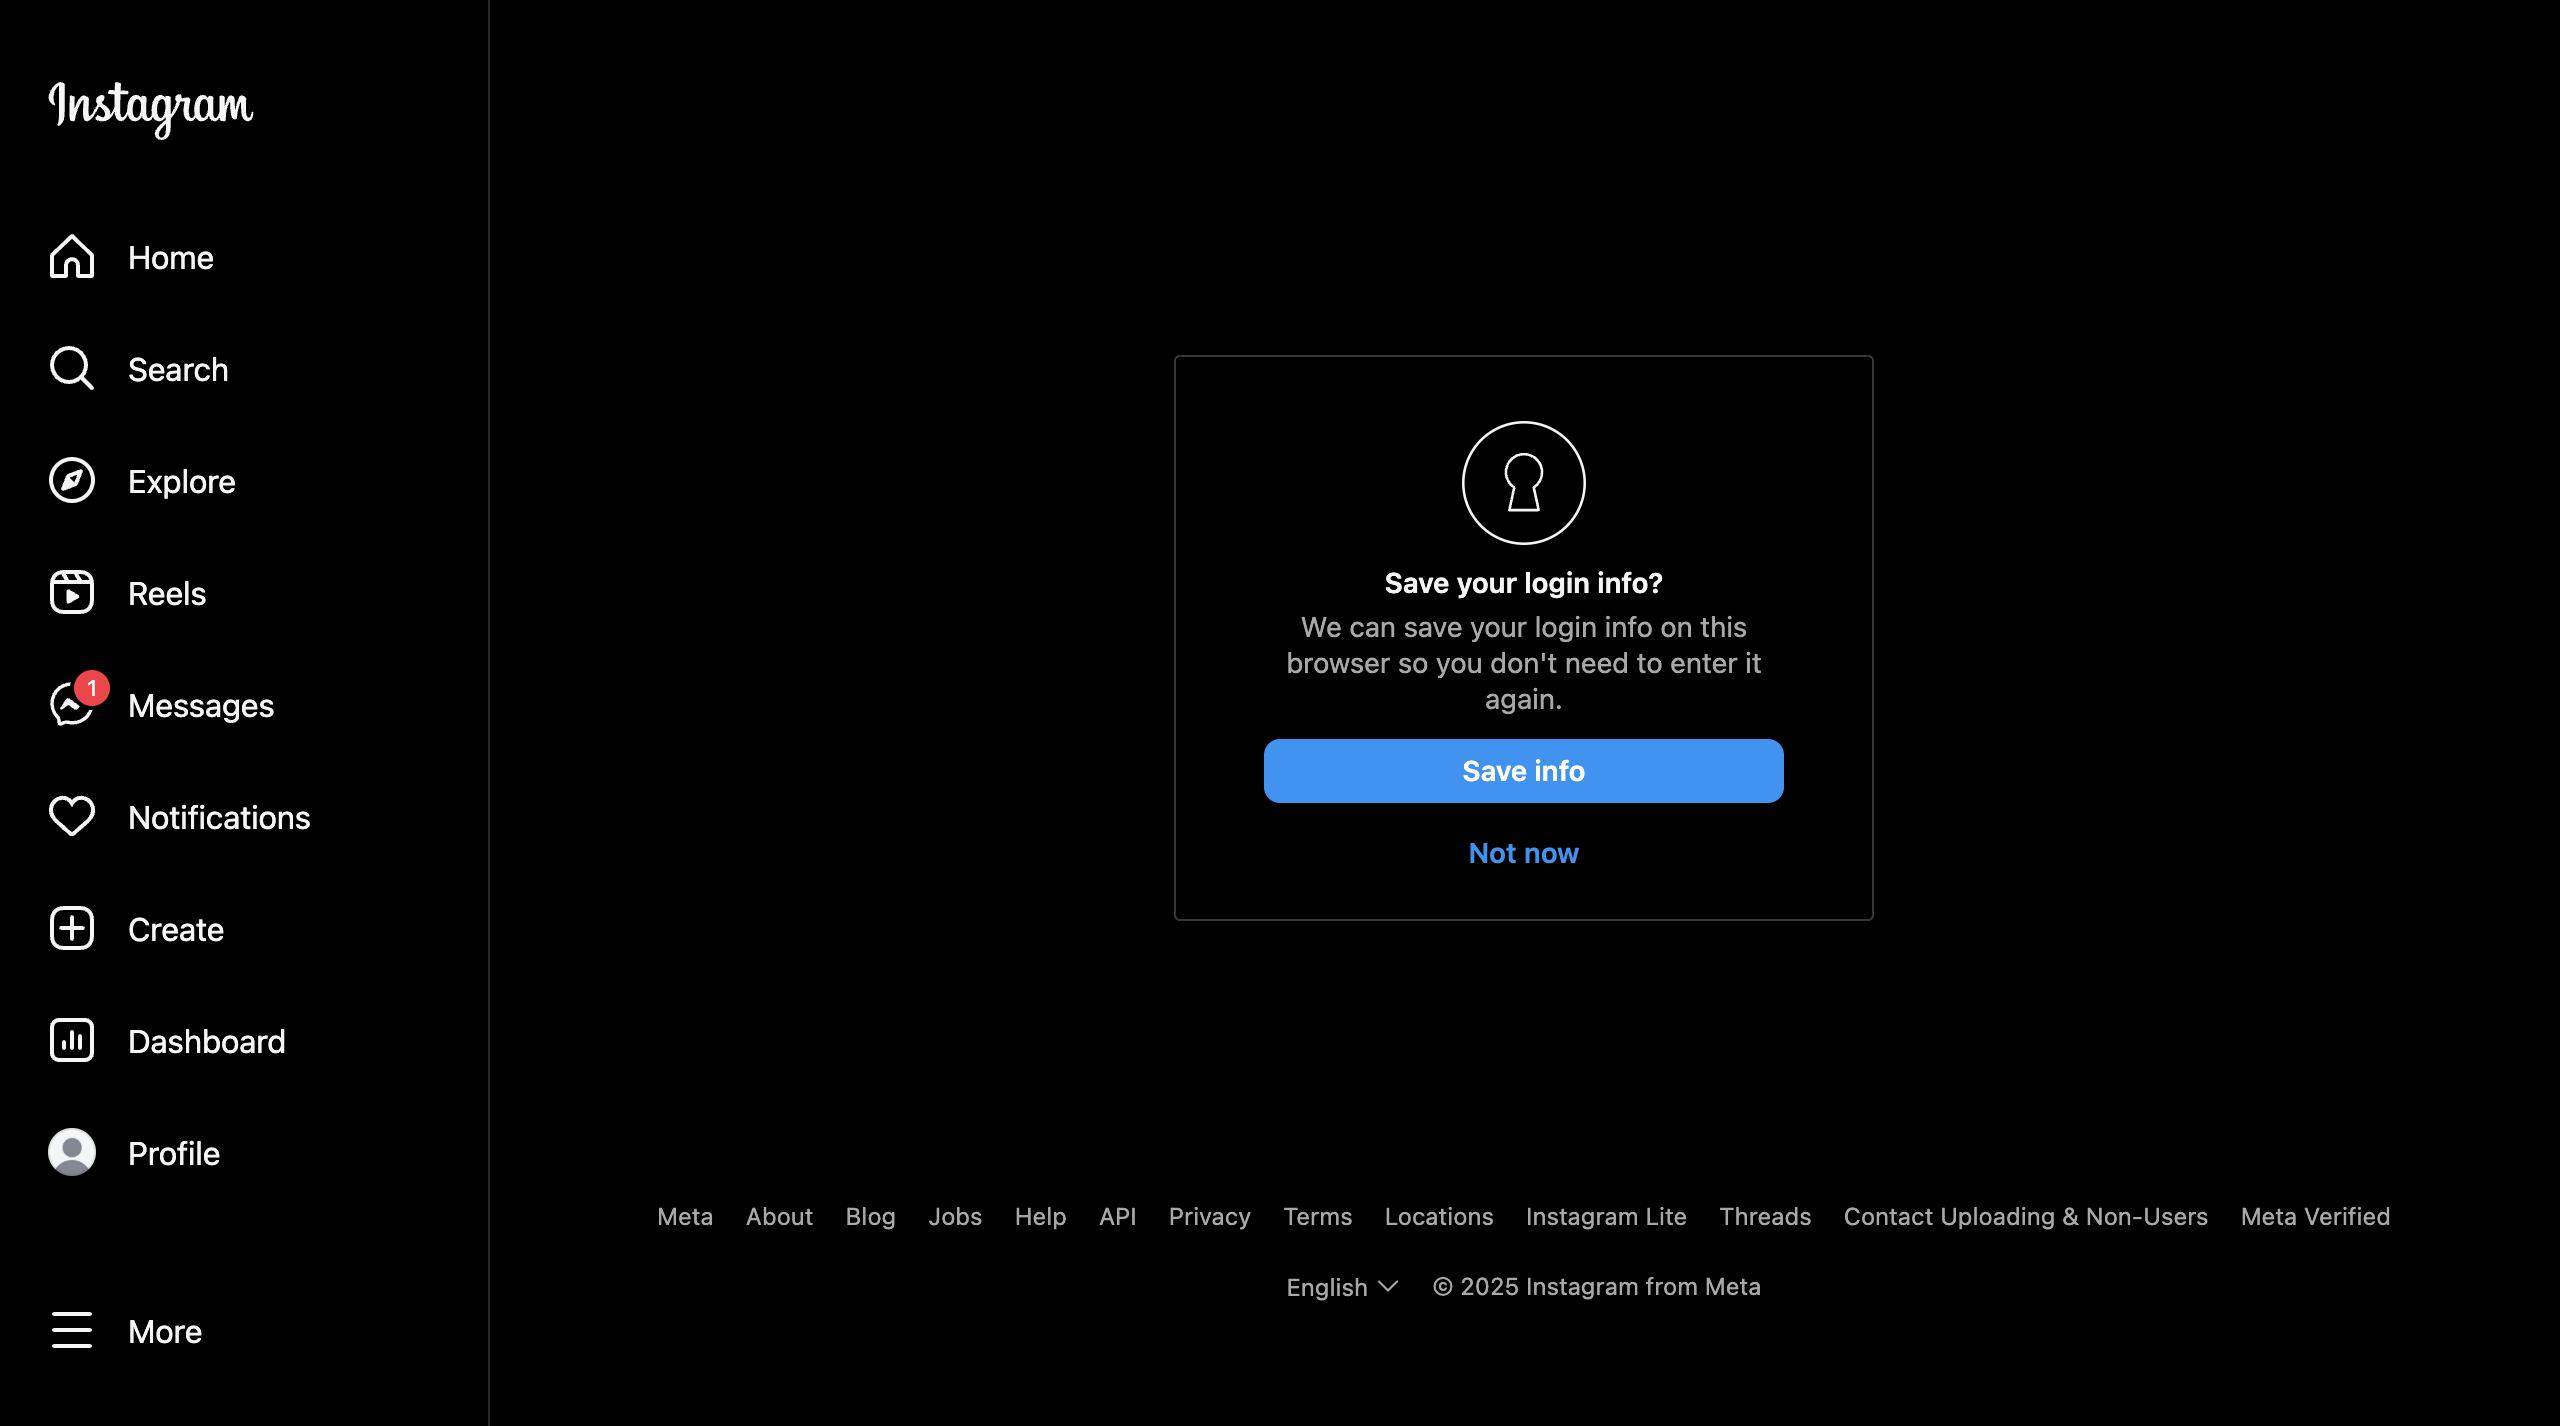 Instagram
Home
Search
Explore
Reels
1
Messages
Notifications
Create
Dashboard
Profile
More
Save your login info?
We can save your login info on this
browser so you don't need to enter it
again.
Save info
Not now
Meta About Blog Jobs Help API Privacy Terms Locations Instagram Lite Threads Contact Uploading & Non-Users Meta Verified
English © 2025 Instagram from Meta